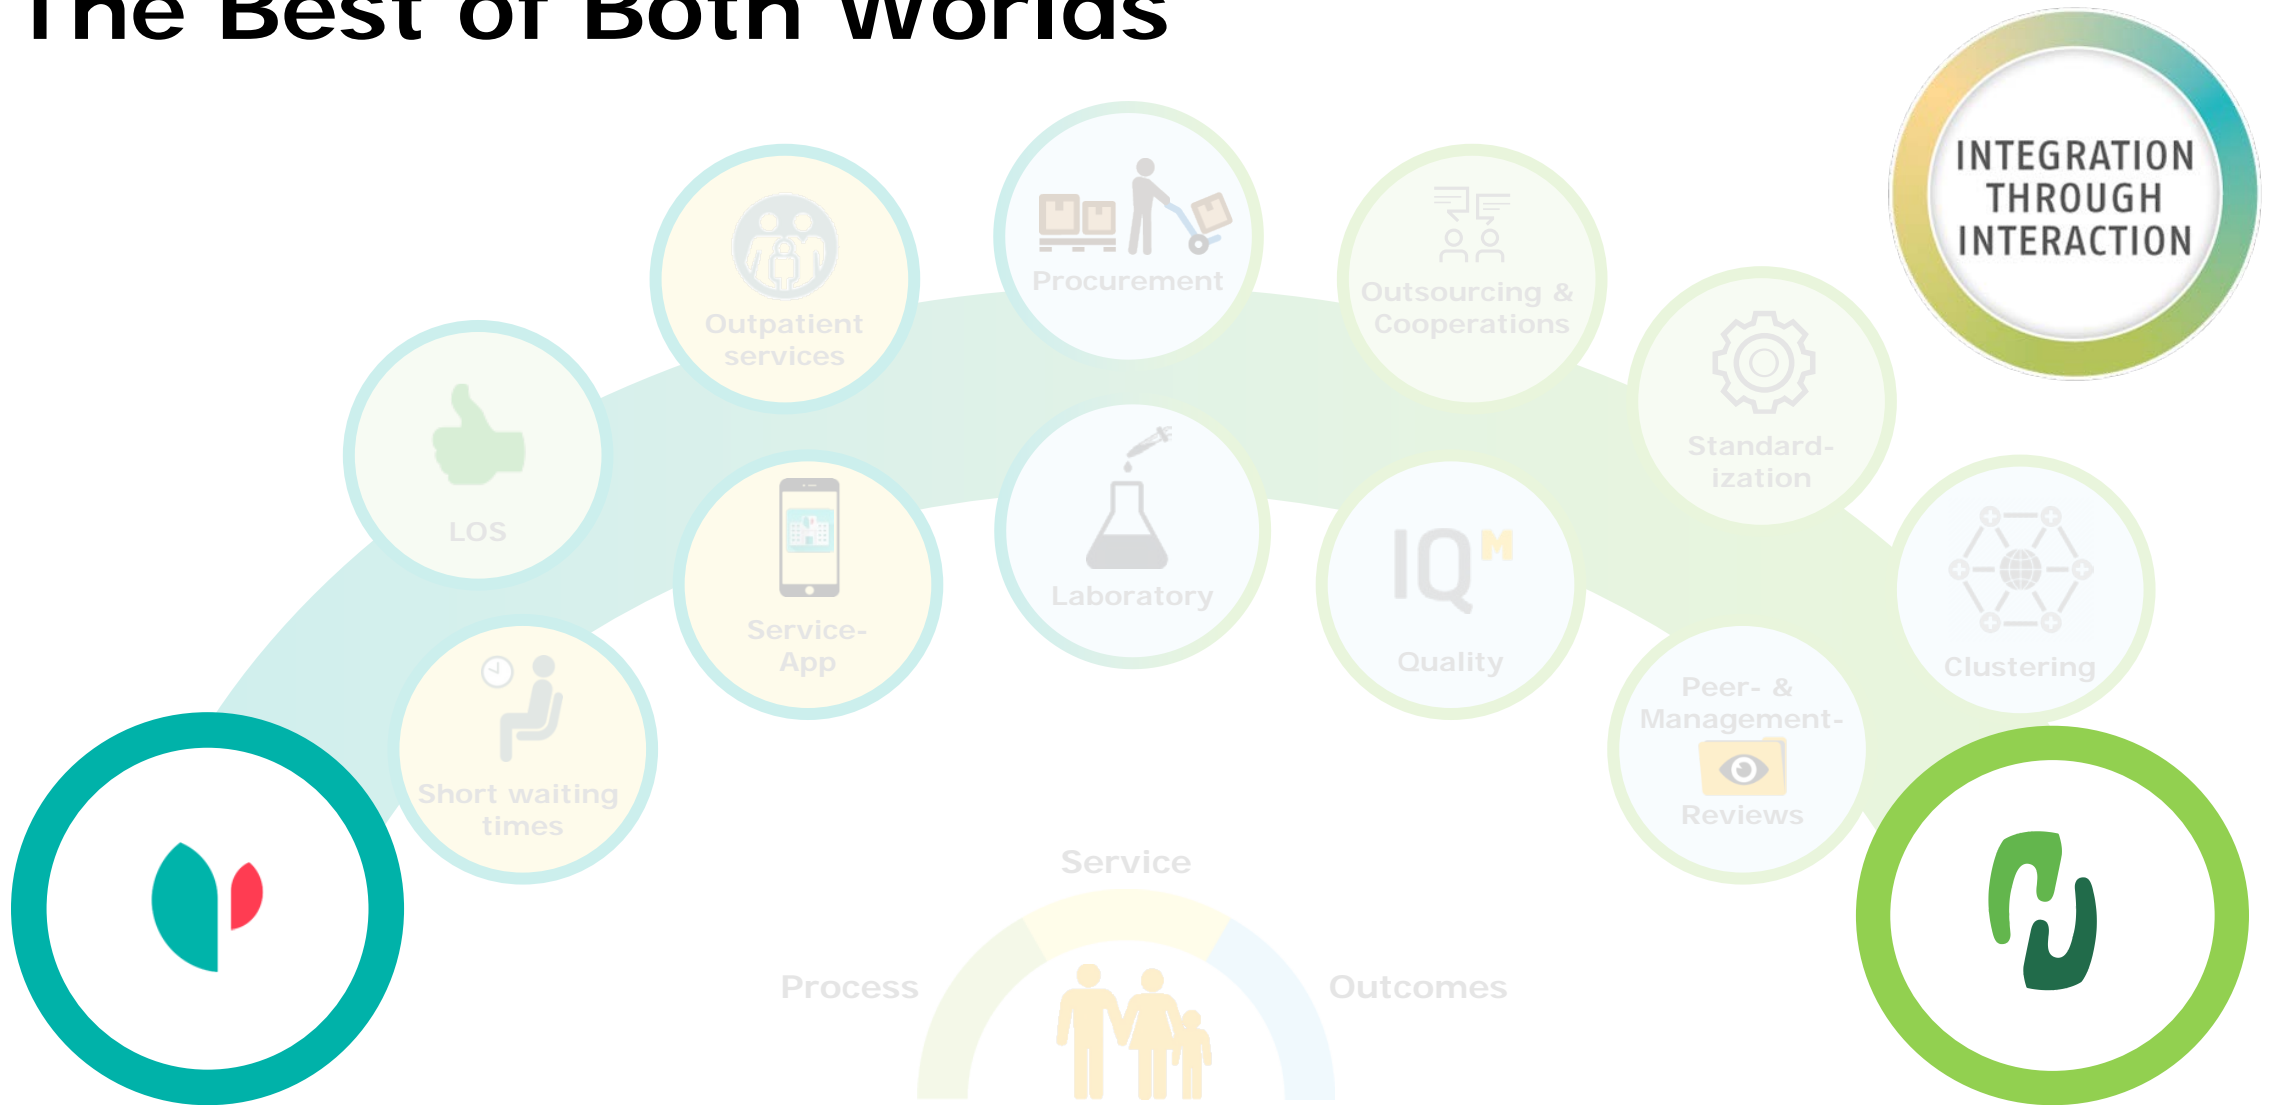 The Best of Both Worlds
INTEGRATION
THROUGH
INTERACTION
Procurement
Outpatient
services
Outsourcing &
Cooperations
Standard-
ization
LOS
Service-
App
Laboratory
IQM
Quality
Clustering
Short waiting
times
Peer- &
Management-
Reviews
Service
Process
Outcomes